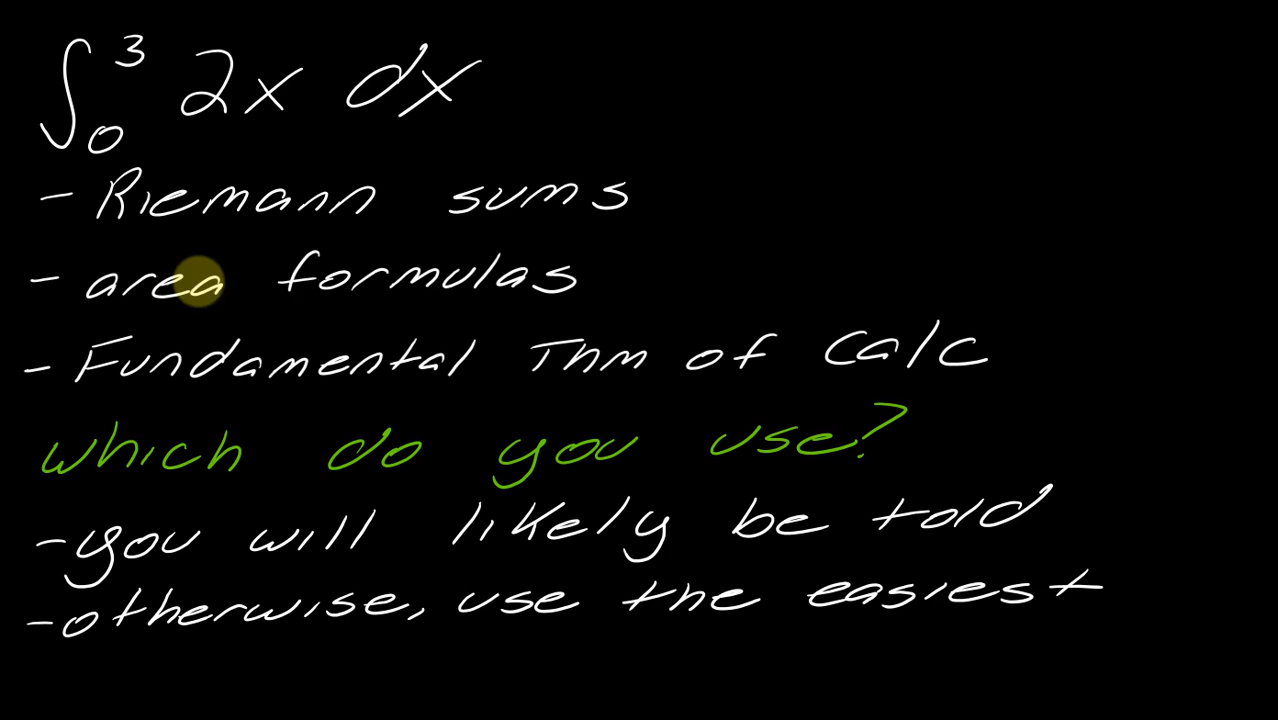 ∫₀³ 2x dx
- Riemann sums
- area formulas
- Fundamental Thm of Calc
which do you use?
- you will likely be told
- otherwise, use the easiest